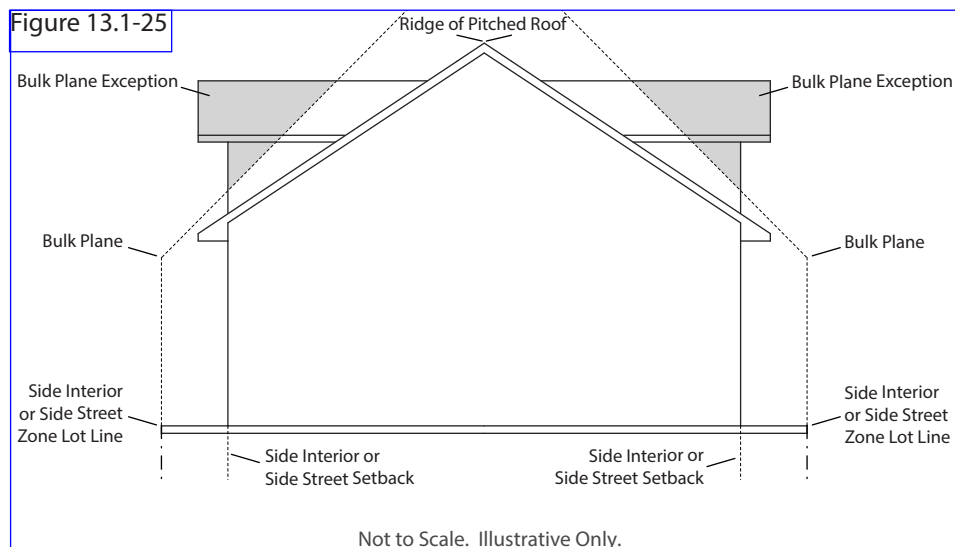 Figure 13.1-25
Ridge of Pitched Roof
Bulk Plane Exception
Bulk Plane Exception
Bulk Plane
Bulk Plane
Side Interior
or Side Street
Zone Lot Line
Side Interior
or Side Street
Zone Lot Line
Side Interior or
Side Street Setback
Side Interior or
Side Street Setback
Not to Scale. Illustrative Only.